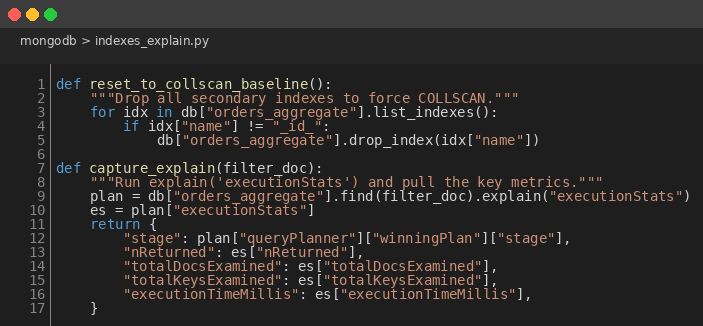 mongodb > indexes_explain.py
1 def reset_to_collscan_baseline():
2     """Drop all secondary indexes to force COLLSCAN."""
3     for idx in db["orders_aggregate"].list_indexes():
4         if idx["name"] != "_id_":
5             db["orders_aggregate"].drop_index(idx["name"])
6
7 def capture_explain(filter_doc):
8     """Run explain('executionStats') and pull the key metrics."""
9     plan = db["orders_aggregate"].find(filter_doc).explain("executionStats")
10     es = plan["executionStats"]
11     return {
12         "stage": plan["queryPlanner"]["winningPlan"]["stage"],
13         "nReturned": es["nReturned"],
14         "totalDocsExamined": es["totalDocsExamined"],
15         "totalKeysExamined": es["totalKeysExamined"],
16         "executionTimeMillis": es["executionTimeMillis"],
17     }